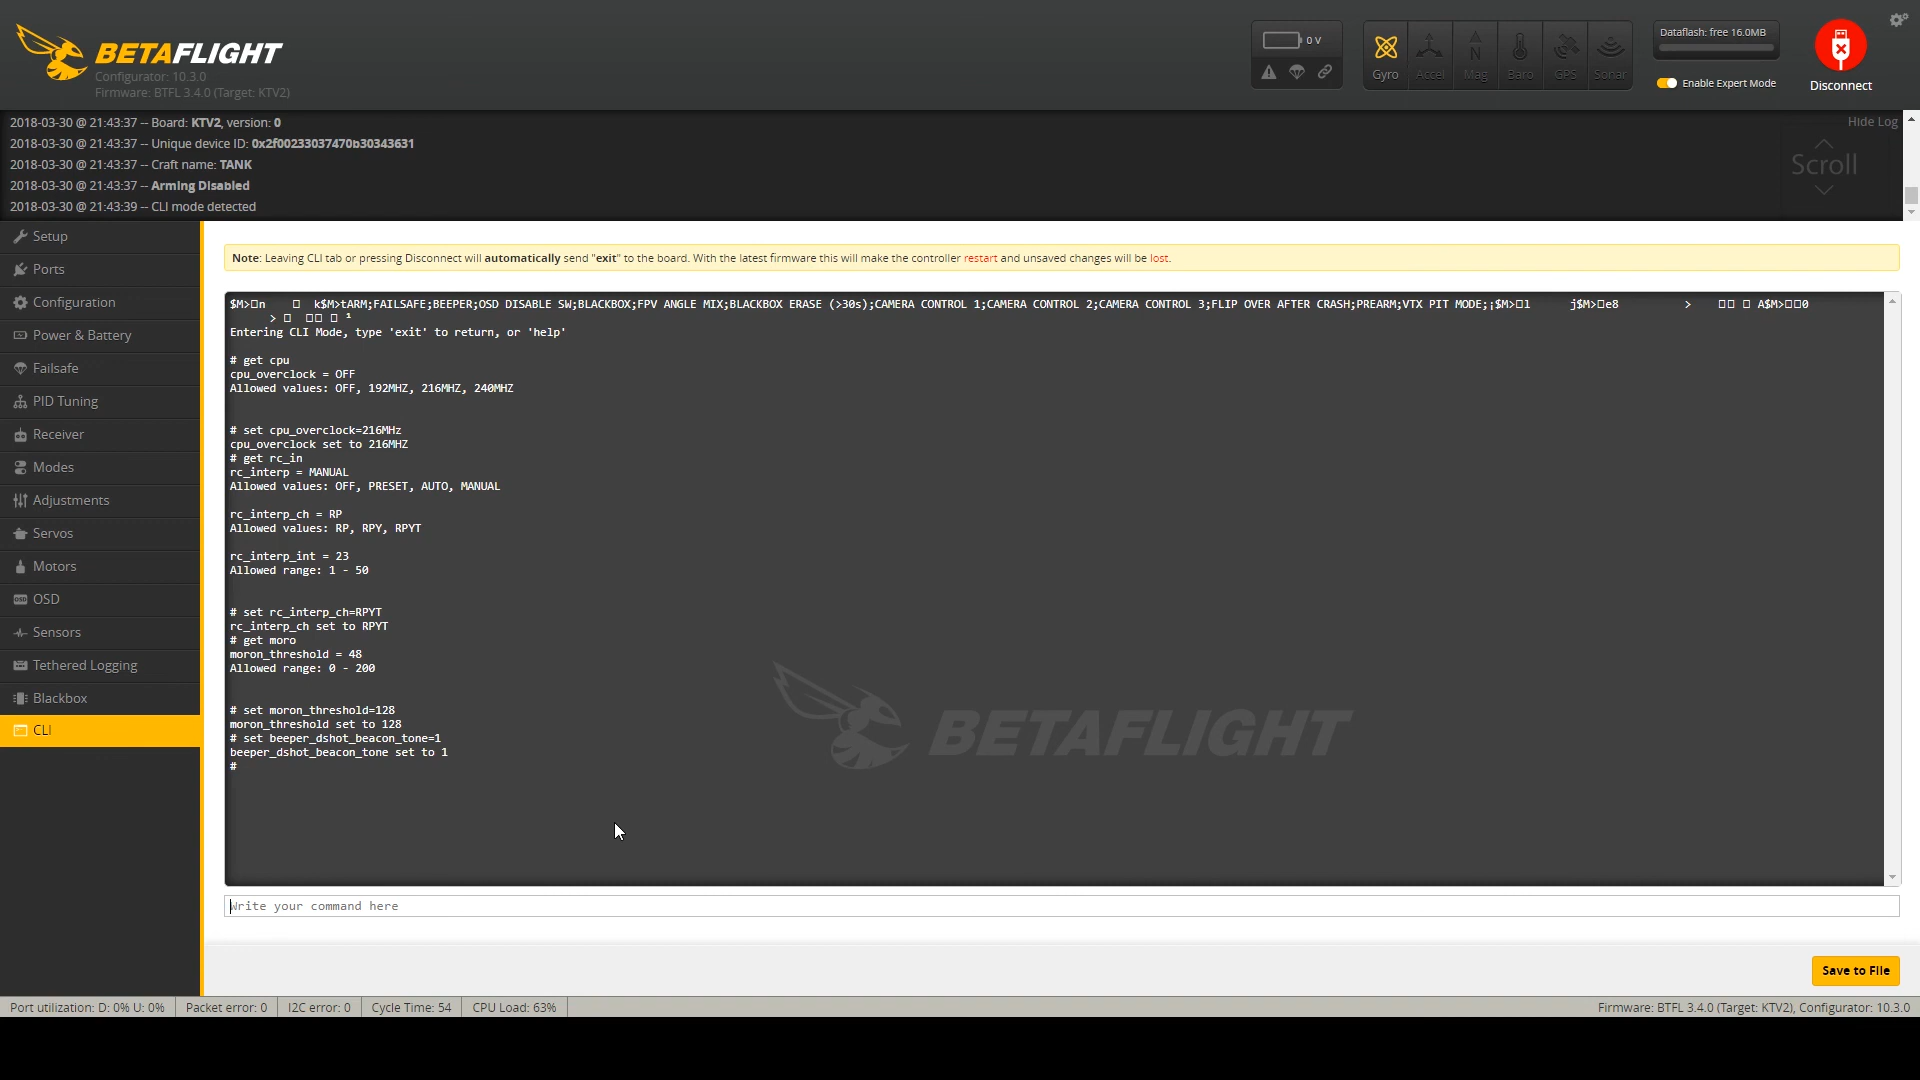 BETAFLIGHT
Configurator: 10.3.0
Firmware: BTFL 3.4.0 (Target: KTV2)
0 V
Gyro
Accel
Mag
Baro
GPS
Sonar
Dataflash: free 16.0MB
Enable Expert Mode
Disconnect
2018-03-30 @ 21:43:37 -- Board: KTV2, version: 0
2018-03-30 @ 21:43:37 -- Unique device ID: 0x2f00233037470b30343631
2018-03-30 @ 21:43:37 -- Craft name: TANK
2018-03-30 @ 21:43:37 -- Arming Disabled
2018-03-30 @ 21:43:39 -- CLI mode detected
Hide Log
Scroll
Setup
Ports
Configuration
Power & Battery
Failsafe
PID Tuning
Receiver
Modes
Adjustments
Servos
Motors
OSD
Sensors
Tethered Logging
Blackbox
CLI
Note: Leaving CLI tab or pressing Disconnect will automatically send "exit" to the board. With the latest firmware this will make the controller restart and unsaved changes will be lost.
$M>□n □ k$M>tARM;FAILSAFE;BEEPER;OSD DISABLE SW;BLACKBOX;FPV ANGLE MIX;BLACKBOX ERASE (>30s);CAMERA CONTROL 1;CAMERA CONTROL 2;CAMERA CONTROL 3;FLIP OVER AFTER CRASH;PREARM;VTX PIT MODE;¡$M>□l j$M>□e8 > □□ □ A$M>□□0
> □ □□ □ ¹
Entering CLI Mode, type 'exit' to return, or 'help'
# get cpu
cpu_overclock = OFF
Allowed values: OFF, 192MHZ, 216MHZ, 240MHZ
# set cpu_overclock=216MHz
cpu_overclock set to 216MHZ
# get rc_in
rc_interp = MANUAL
Allowed values: OFF, PRESET, AUTO, MANUAL
rc_interp_ch = RP
Allowed values: RP, RPY, RPYT
rc_interp_int = 23
Allowed range: 1 - 50
# set rc_interp_ch=RPYT
rc_interp_ch set to RPYT
# get moro
moron_threshold = 48
Allowed range: 0 - 200
# set moron_threshold=128
moron_threshold set to 128
# set beeper_dshot_beacon_tone=1
beeper_dshot_beacon_tone set to 1
#
BETAFLIGHT
Write your command here
Save to File
Port utilization: D: 0% U: 0%
Packet error: 0
I2C error: 0
Cycle Time: 54
CPU Load: 63%
Firmware: BTFL 3.4.0 (Target: KTV2), Configurator: 10.3.0